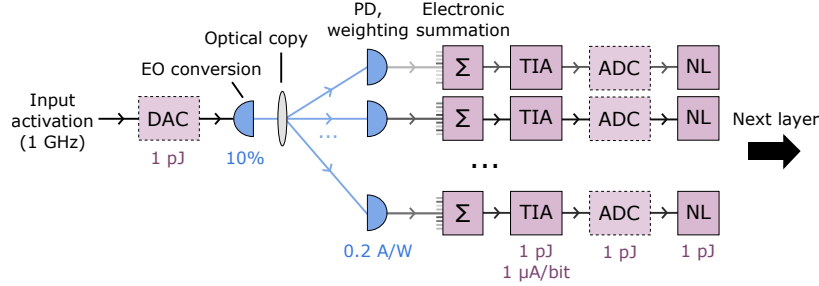 PD,
weighting
Electronic
summation
Optical copy
EO conversion
Input
activation
(1 GHz)
DAC
1 pJ
10%
...
0.2 A/W
Σ TIA ADC NL
Σ TIA ADC NL
...
Σ TIA ADC NL
1 pJ
1 µA/bit
1 pJ
1 pJ
Next layer